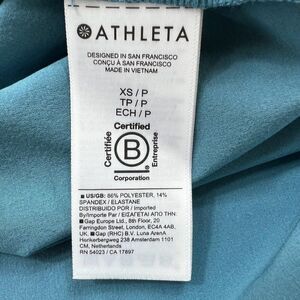 ATHLETA
DESIGNED IN SAN FRANCISCO
CONÇU À SAN FRANCISCO
MADE IN VIETNAM
XS / P
TP / P
ECH / P
Certified
Certifiée
B
Entreprise
Corporation
US/GB: 86% POLYESTER, 14%
SPANDEX / ELASTANE
DISTRIBUIDO POR / Imported
By/Importe Par / ΕΙΣΑΓΕΤΑΙ ΑΠΟ ΤΗΝ:
Gap Europe Ltd., 8th Floor, 20
Farringdon Street, London, EC4A 4AB,
UK. Gap (RHC) B.V. Luna ArenA
Herikerbergweg 238 Amsterdam 1101
CM, Netherlands
RN 54023 / CA 17897